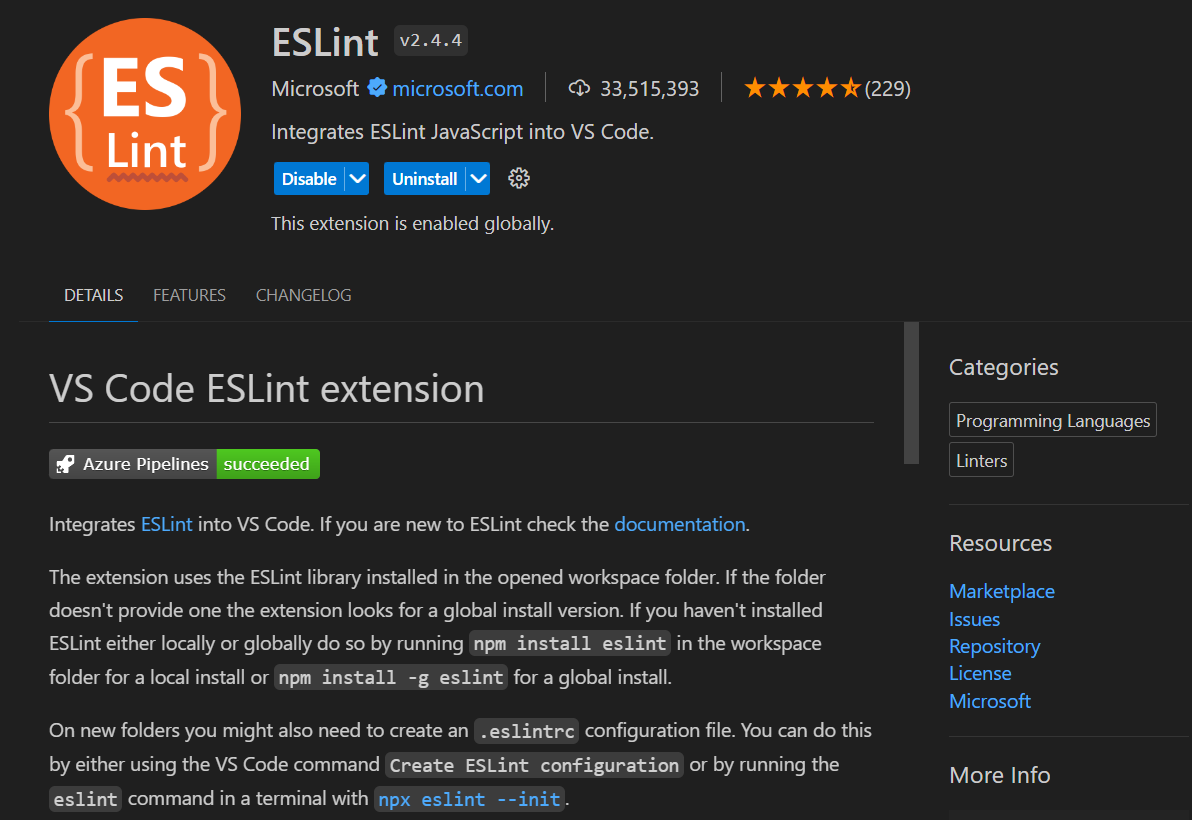 ES
Lint
ESLint v2.4.4
Microsoft microsoft.com 33,515,393 (229)
Integrates ESLint JavaScript into VS Code.
Disable Uninstall
This extension is enabled globally.
DETAILS FEATURES CHANGELOG
VS Code ESLint extension
Azure Pipelines succeeded
Integrates ESLint into VS Code. If you are new to ESLint check the documentation.
The extension uses the ESLint library installed in the opened workspace folder. If the folder
doesn't provide one the extension looks for a global install version. If you haven't installed
ESLint either locally or globally do so by running npm install eslint in the workspace
folder for a local install or npm install -g eslint for a global install.
On new folders you might also need to create an .eslintrc configuration file. You can do this
by either using the VS Code command Create ESLint configuration or by running the
eslint command in a terminal with npx eslint --init.
Categories
Programming Languages
Linters
Resources
Marketplace
Issues
Repository
License
Microsoft
More Info